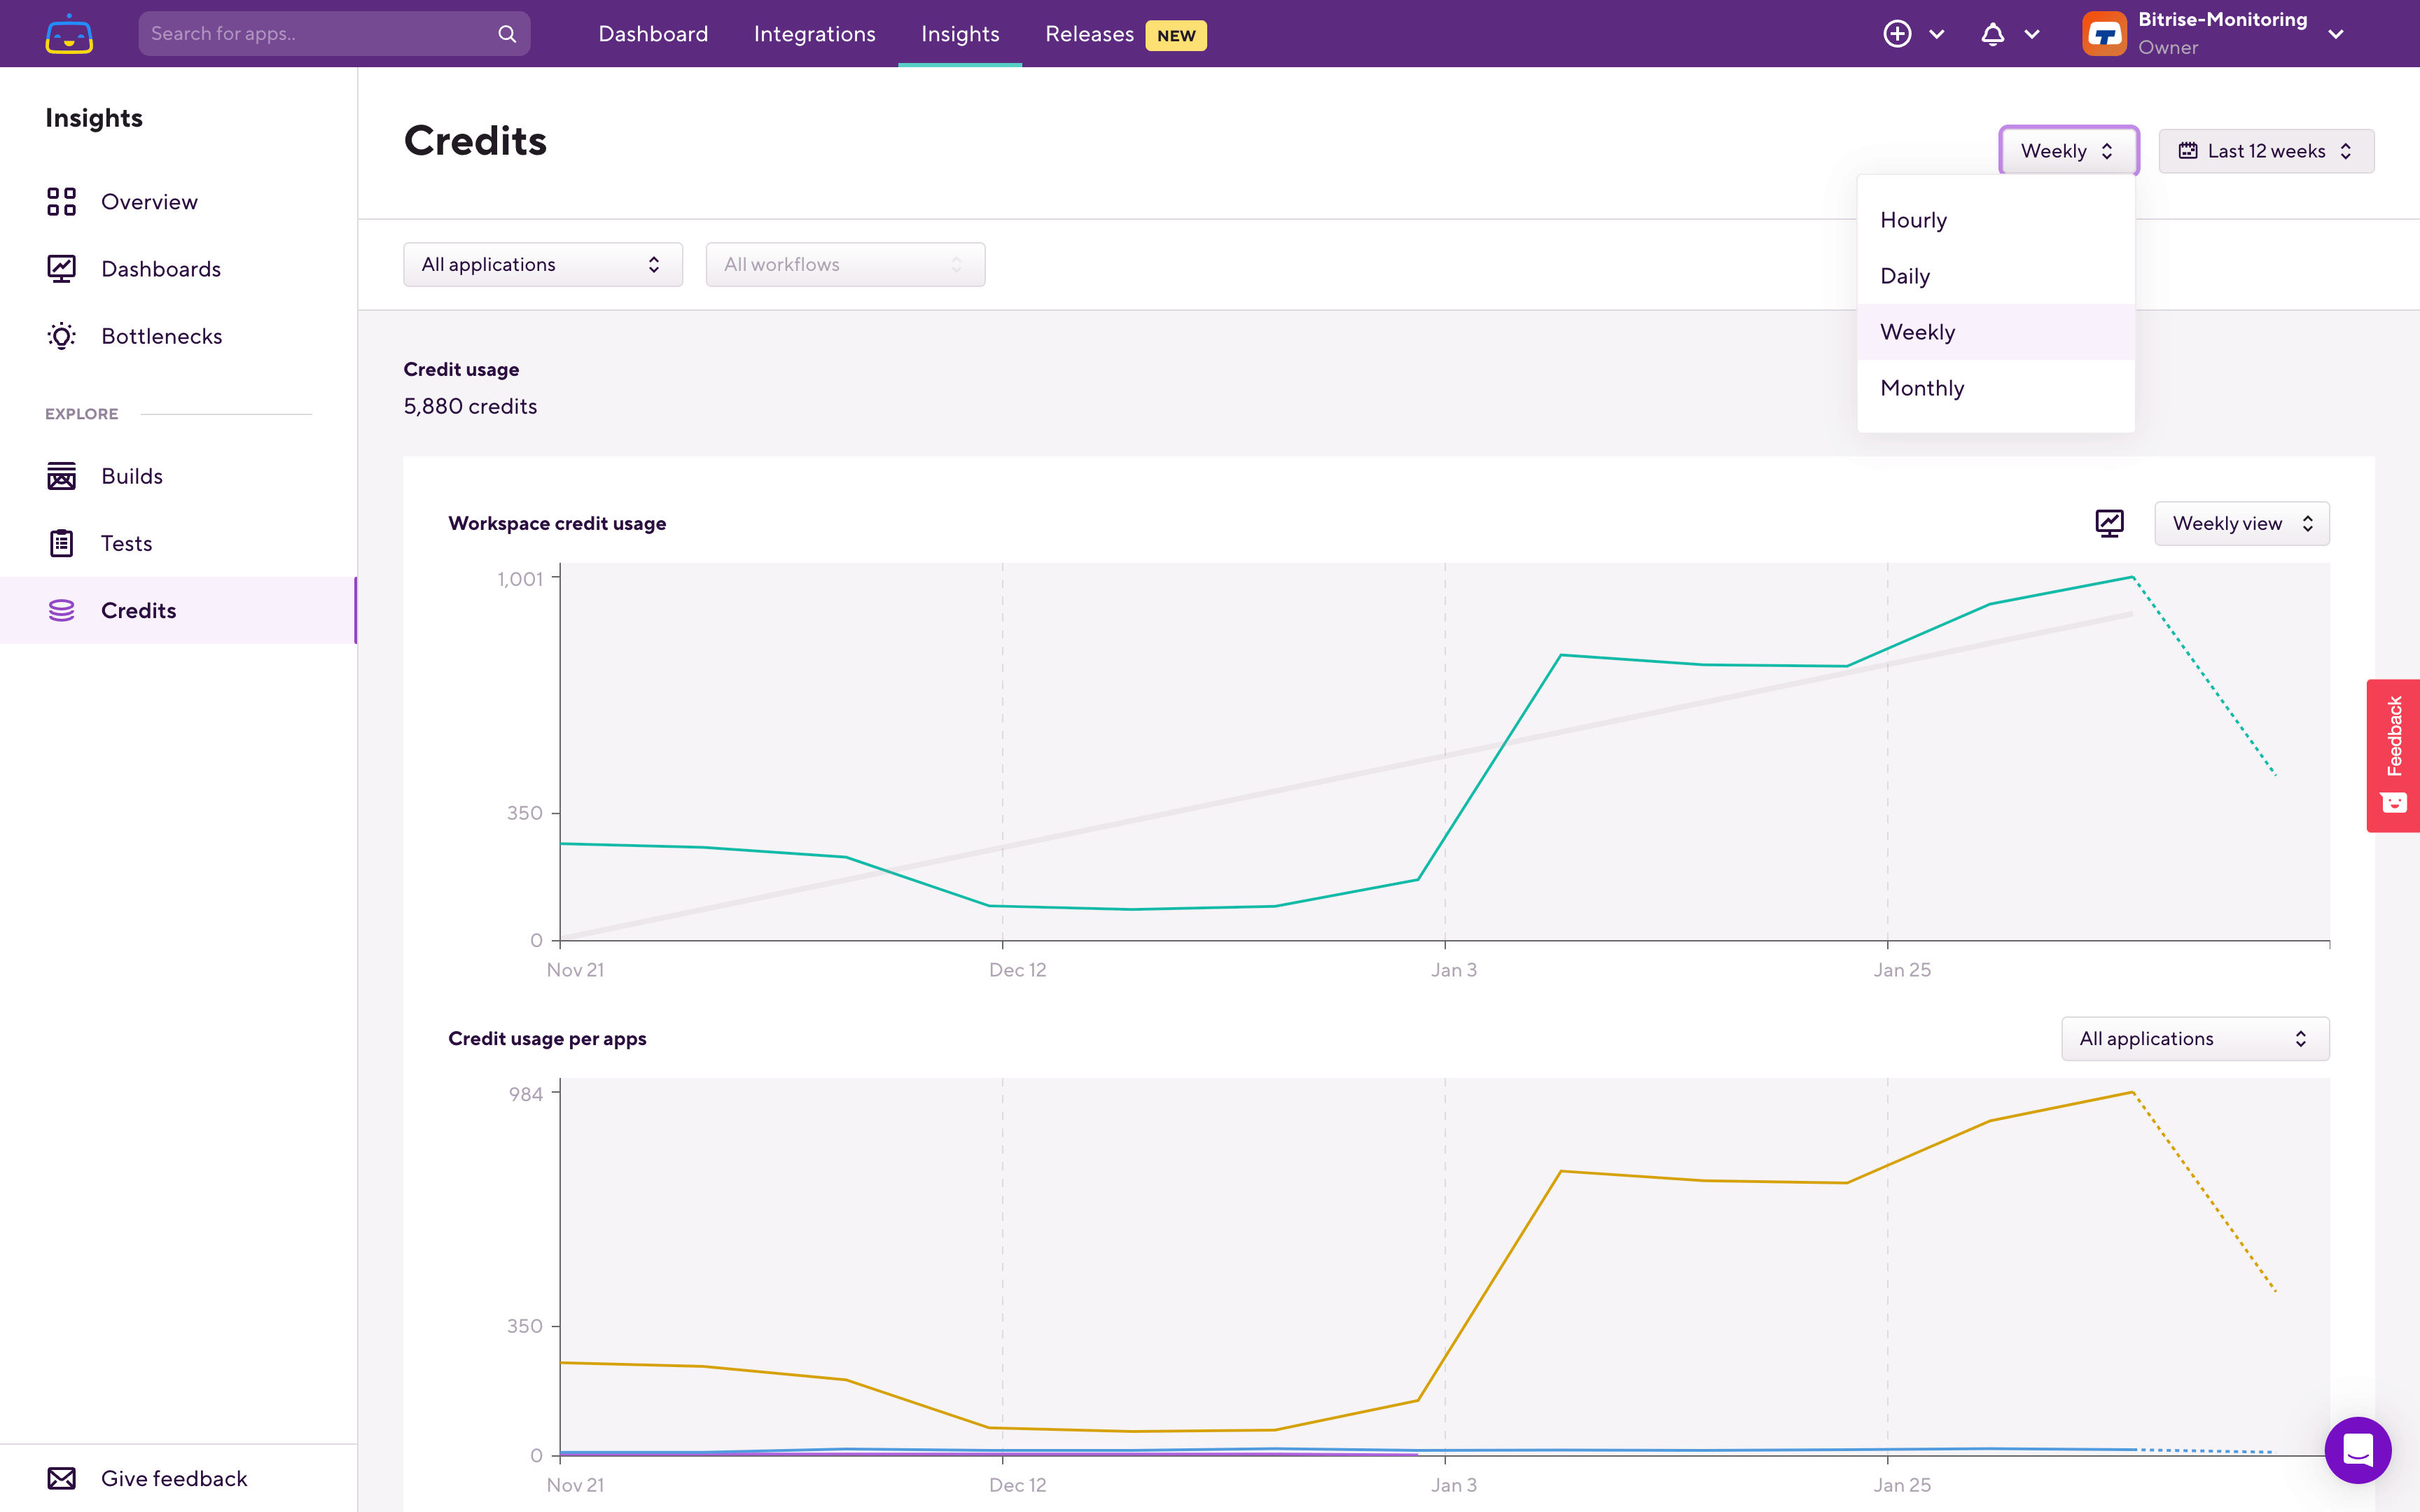 Search for apps..
Dashboard
Integrations
Insights
Releases NEW
Bitrise-Monitoring
Owner
Insights
Overview
Dashboards
Bottlenecks
EXPLORE
Builds
Tests
Credits
Give feedback
Credits
Weekly
Last 12 weeks
Hourly
Daily
Weekly
Monthly
All applications
All workflows
Credit usage
5,880 credits
Workspace credit usage
Weekly view
1,001
350
0
Nov 21
Dec 12
Jan 3
Jan 25
Credit usage per apps
All applications
984
350
0
Nov 21
Dec 12
Jan 3
Jan 25
Feedback